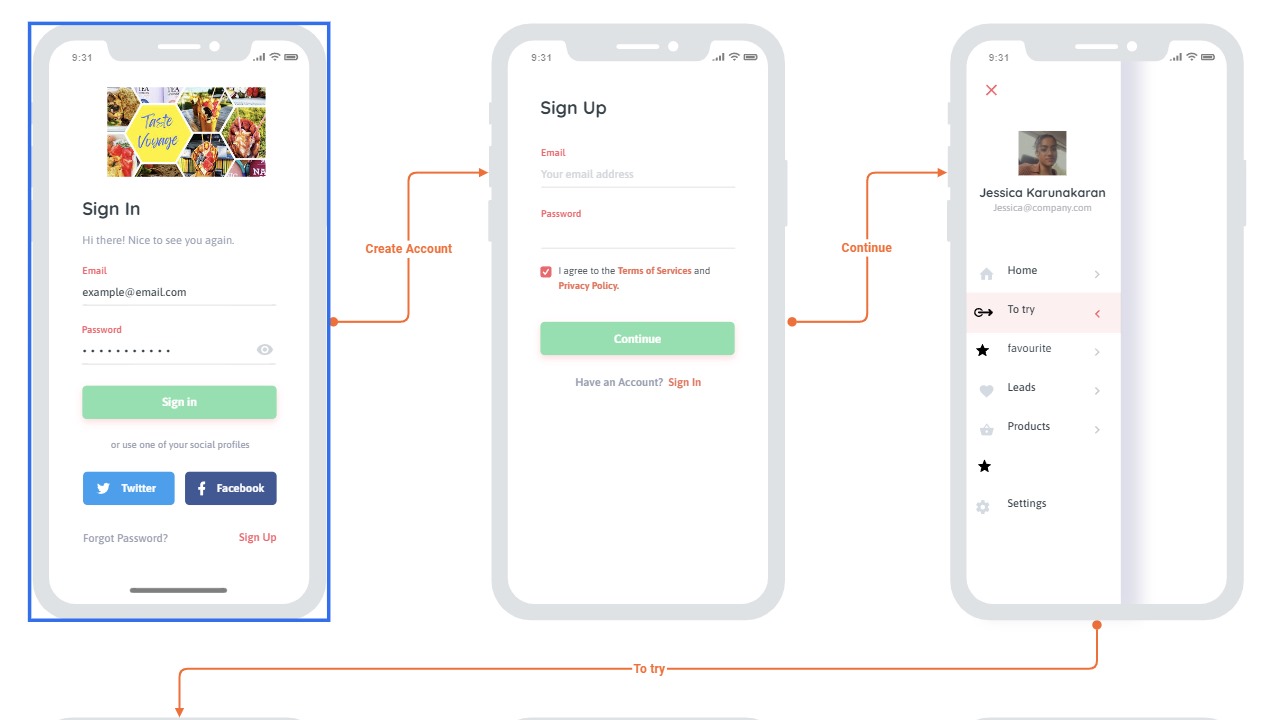 9:31
TEA
TEA
Taste
Voyage
NA
Sign In
Hi there! Nice to see you again.
Email
example@email.com
Password
Sign in
or use one of your social profiles
Twitter
Facebook
Forgot Password?
Sign Up
Create Account
9:31
Sign Up
Email
Your email address
Password
I agree to the Terms of Services and
Privacy Policy.
Continue
Have an Account? Sign In
Continue
9:31
Jessica Karunakaran
Jessica@company.com
Home
To try
favourite
Leads
Products
Settings
To try